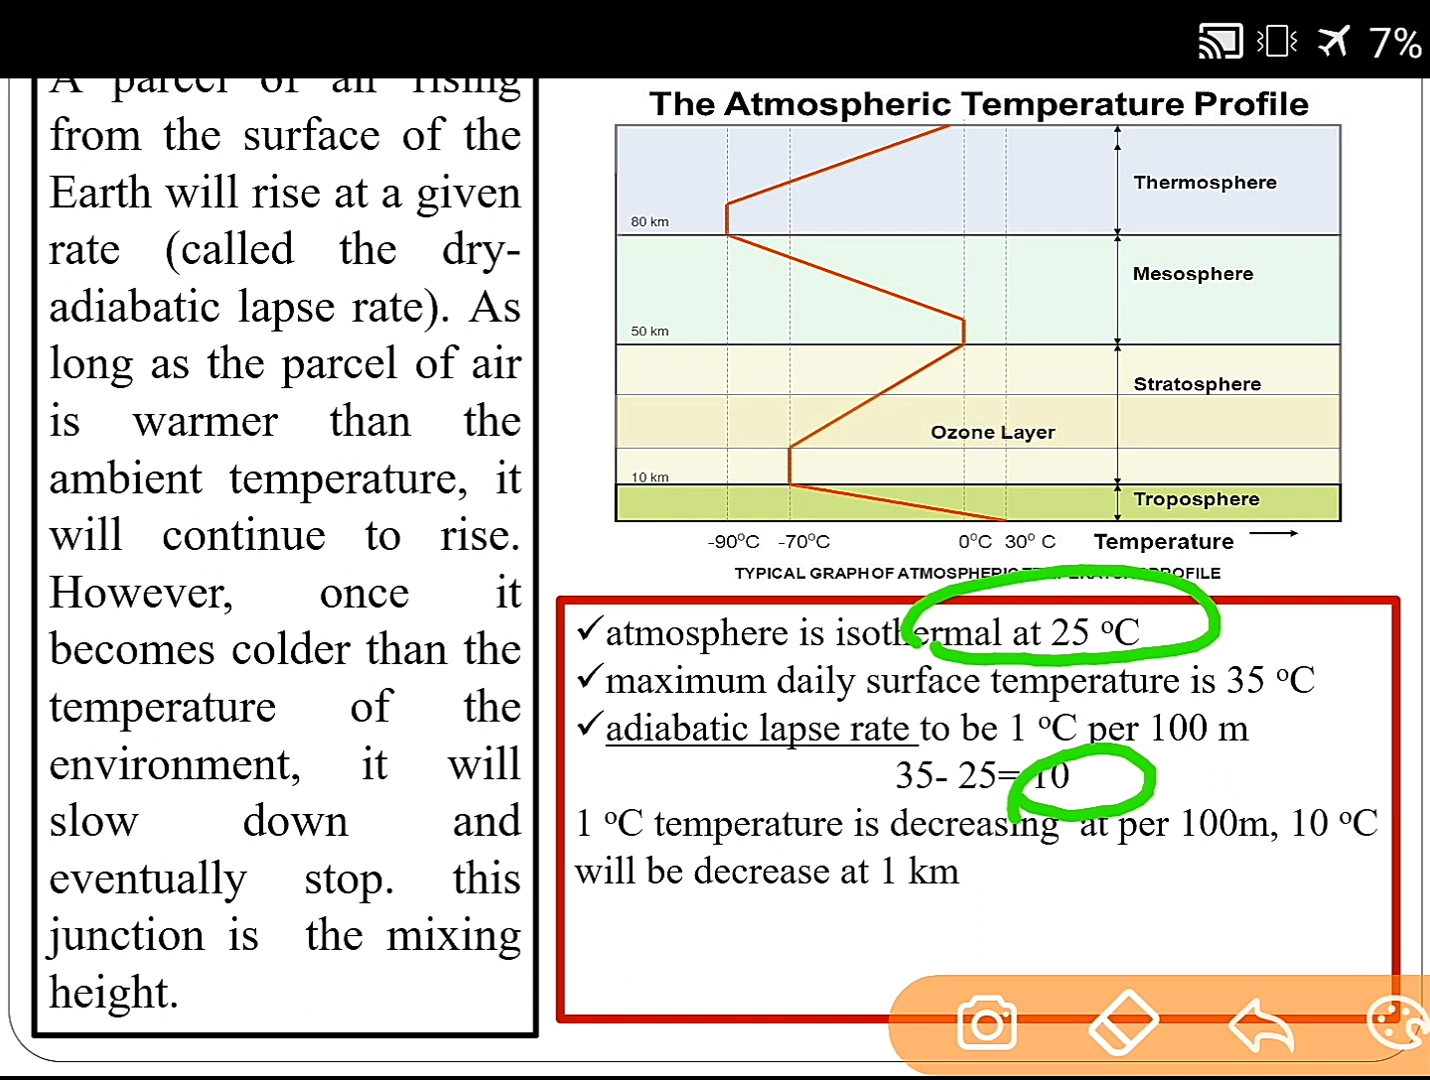 7%
A parcel of air rising
from the surface of the
Earth will rise at a given
rate (called the dry-
adiabatic lapse rate). As
long as the parcel of air
is warmer than the
ambient temperature, it
will continue to rise.
However, once it
becomes colder than the
temperature of the
environment, it will
slow down and
eventually stop. this
junction is the mixing
height.
The Atmospheric Temperature Profile
Thermosphere
80 km
Mesosphere
50 km
Stratosphere
Ozone Layer
10 km
Troposphere
-90°C -70°C 0°C 30° C Temperature
TYPICAL GRAPH OF ATMOSPHERIC TEMPERATURE PROFILE
✓atmosphere is isothermal at 25 °C
✓maximum daily surface temperature is 35 °C
✓adiabatic lapse rate to be 1 °C per 100 m
35- 25= 10
1 °C temperature is decreasing at per 100m, 10 °C
will be decrease at 1 km